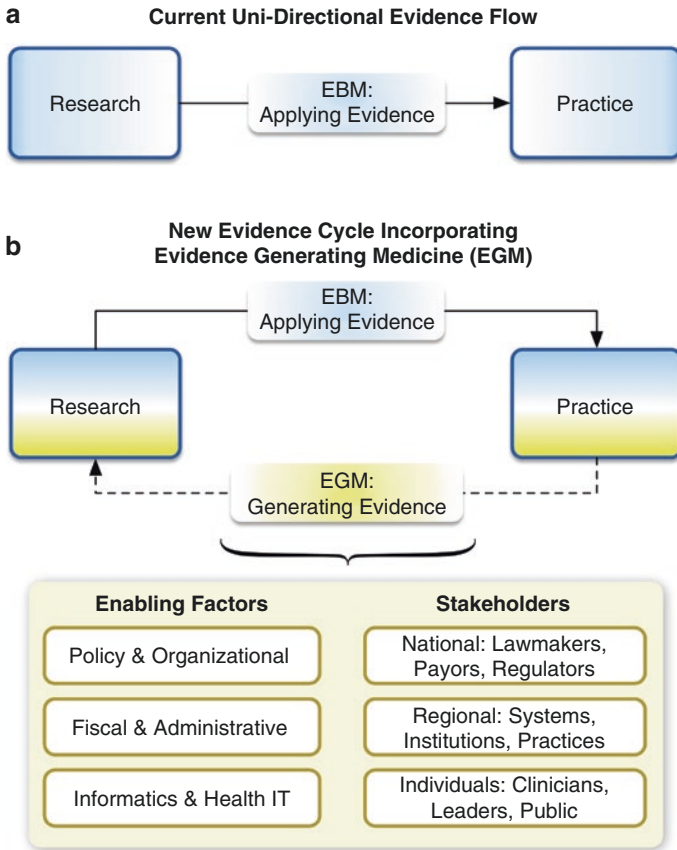 a
Current Uni-Directional Evidence Flow
Research
EBM:
Applying Evidence
Practice
b
New Evidence Cycle Incorporating
Evidence Generating Medicine (EGM)
EBM:
Applying Evidence
Research
Practice
EGM:
Generating Evidence
Enabling Factors
Policy & Organizational
Fiscal & Administrative
Informatics & Health IT
Stakeholders
National: Lawmakers,
Payors, Regulators
Regional: Systems,
Institutions, Practices
Individuals: Clinicians,
Leaders, Public